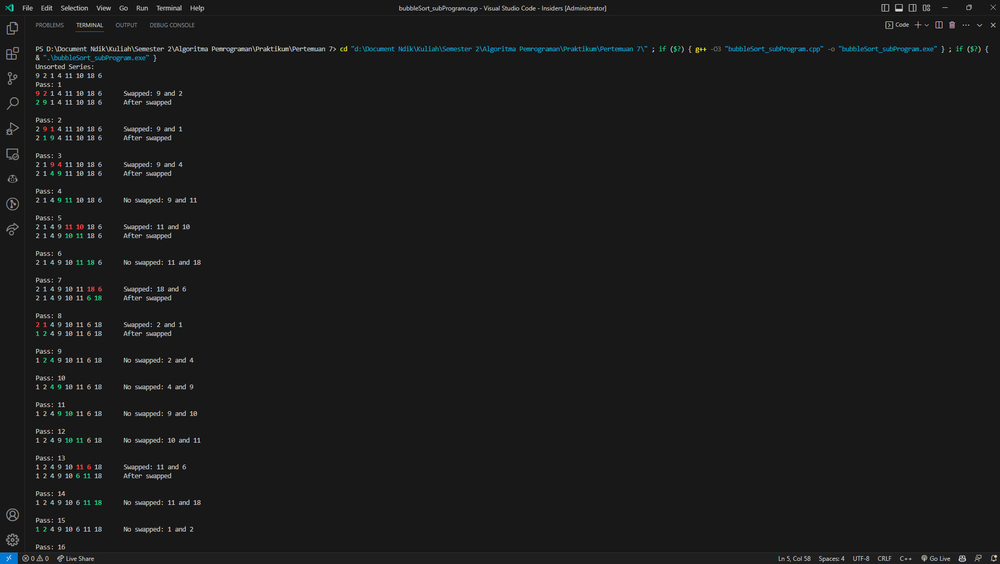 File Edit Selection View Go Run Terminal Help
bubbleSort_subProgram.cpp - Visual Studio Code - Insiders [Administrator]
PROBLEMS TERMINAL OUTPUT DEBUG CONSOLE
Code
PS D:\Document Ndik\Kuliah\Semester 2\Algoritma Pemrograman\Praktikum\Pertemuan 7> cd "d:\Document Ndik\Kuliah\Semester 2\Algoritma Pemrograman\Praktikum\Pertemuan 7\" ; if ($?) { g++ -O3 "bubbleSort_subProgram.cpp" -o "bubbleSort_subProgram.exe" } ; if ($?) {
& ".\bubbleSort_subProgram.exe" }
Unsorted Series:
9 2 1 4 11 10 18 6
Pass: 1
9 2 1 4 11 10 18 6 Swapped: 9 and 2
2 9 1 4 11 10 18 6 After swapped
Pass: 2
2 9 1 4 11 10 18 6 Swapped: 9 and 1
2 1 9 4 11 10 18 6 After swapped
Pass: 3
2 1 9 4 11 10 18 6 Swapped: 9 and 4
2 1 4 9 11 10 18 6 After swapped
Pass: 4
2 1 4 9 11 10 18 6 No swapped: 9 and 11
Pass: 5
2 1 4 9 11 10 18 6 Swapped: 11 and 10
2 1 4 9 10 11 18 6 After swapped
Pass: 6
2 1 4 9 10 11 18 6 No swapped: 11 and 18
Pass: 7
2 1 4 9 10 11 18 6 Swapped: 18 and 6
2 1 4 9 10 11 6 18 After swapped
Pass: 8
2 1 4 9 10 11 6 18 Swapped: 2 and 1
1 2 4 9 10 11 6 18 After swapped
Pass: 9
1 2 4 9 10 11 6 18 No swapped: 2 and 4
Pass: 10
1 2 4 9 10 11 6 18 No swapped: 4 and 9
Pass: 11
1 2 4 9 10 11 6 18 No swapped: 9 and 10
Pass: 12
1 2 4 9 10 11 6 18 No swapped: 10 and 11
Pass: 13
1 2 4 9 10 11 6 18 Swapped: 11 and 6
1 2 4 9 10 6 11 18 After swapped
Pass: 14
1 2 4 9 10 6 11 18 No swapped: 11 and 18
Pass: 15
1 2 4 9 10 6 11 18 No swapped: 1 and 2
Pass: 16
0 0 Live Share Ln 5, Col 58 Spaces: 4 UTF-8 CRLF C++ Go Live